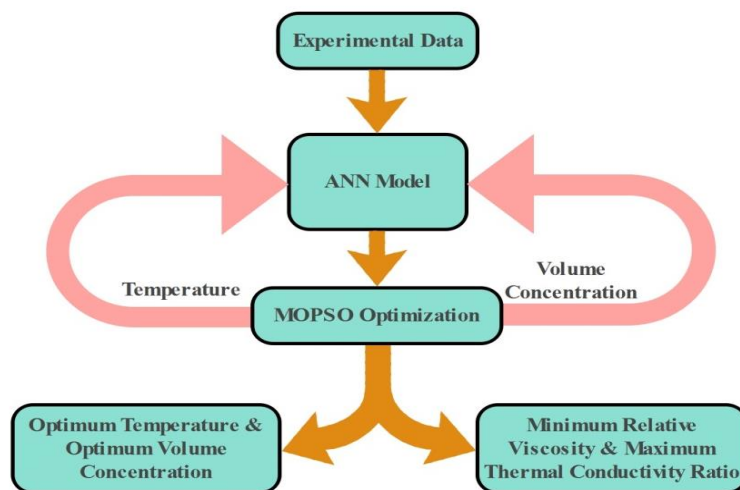 Experimental Data
ANN Model
Temperature
Volume
Concentration
MOPSO Optimization
Optimum Temperature &
Optimum Volume
Concentration
Minimum Relative
Viscosity & Maximum
Thermal Conductivity Ratio